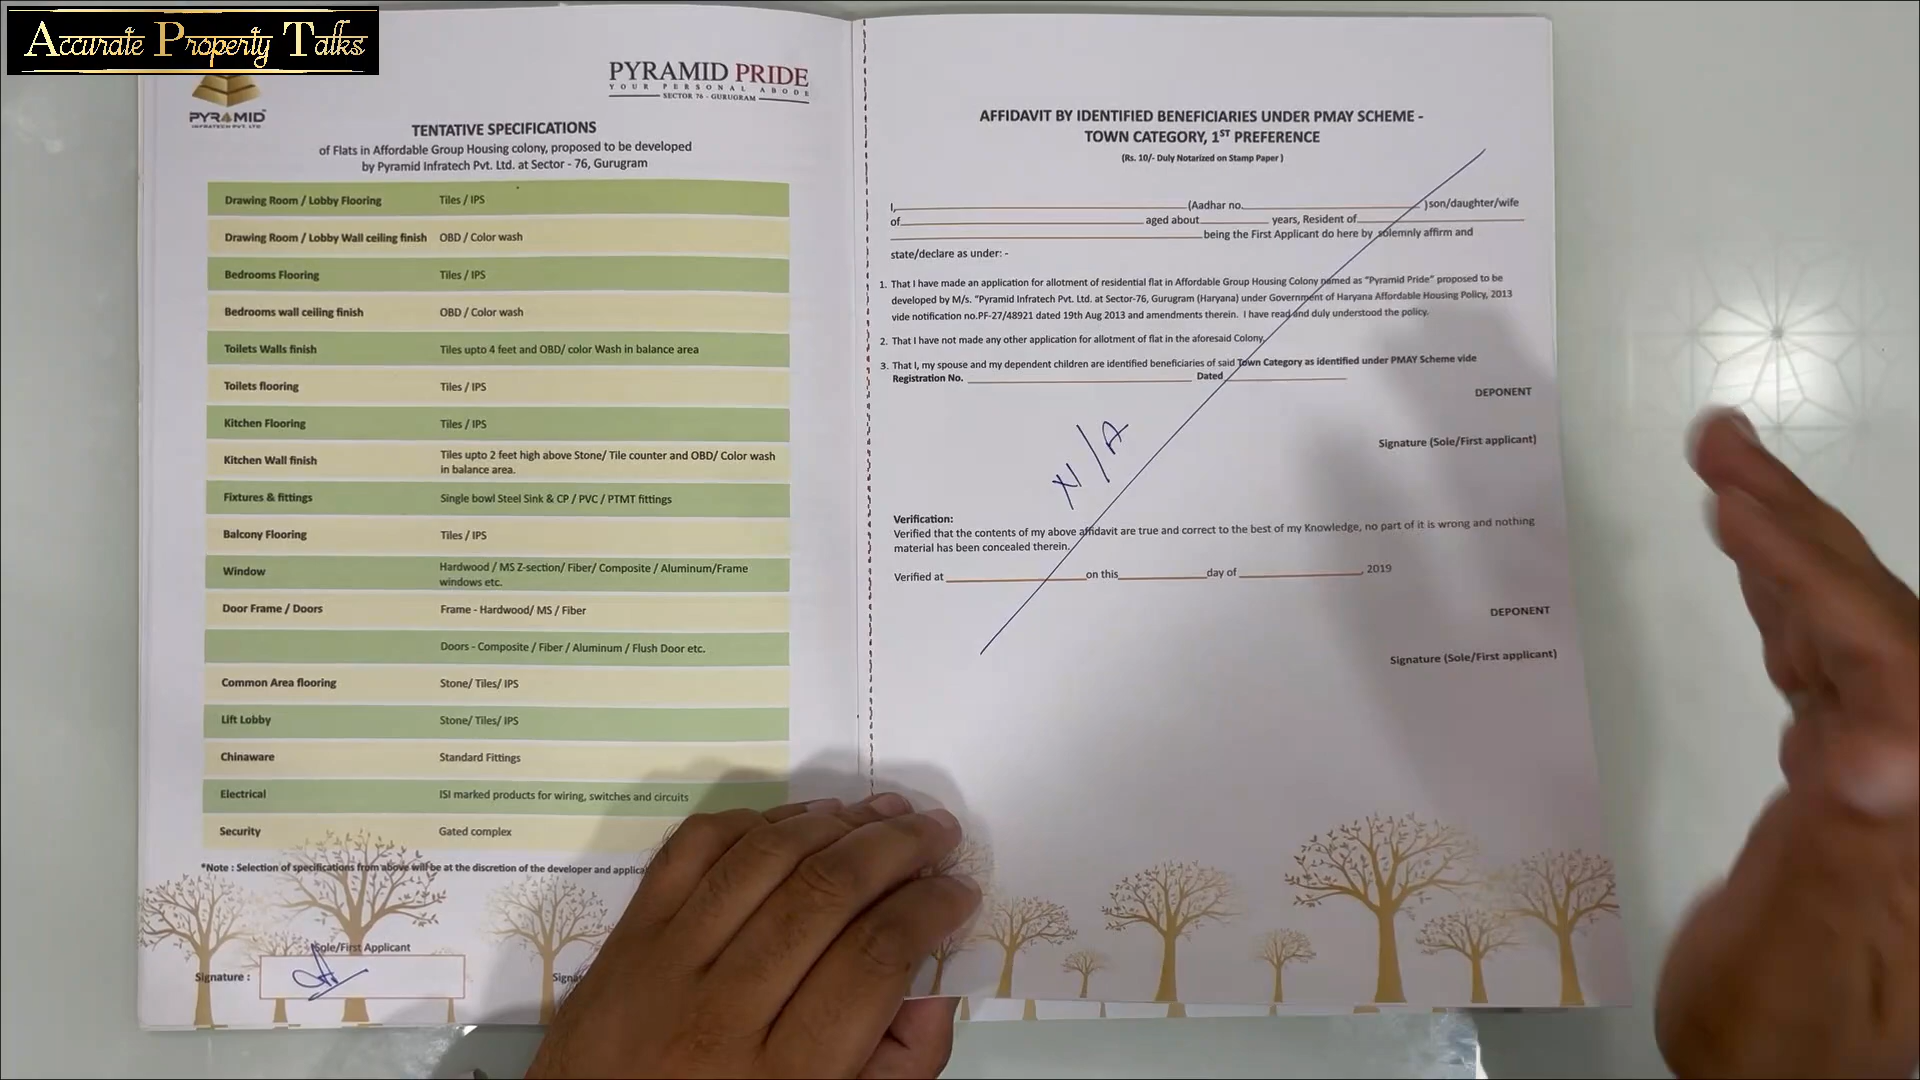 Accurate Property Talks
PYRAMID
INFRATECH PVT. LTD.
PYRAMID PRIDE
YOUR PERSONAL ABODE
SECTOR 76 - GURUGRAM
TENTATIVE SPECIFICATIONS
of Flats in Affordable Group Housing colony, proposed to be developed
by Pyramid Infratech Pvt. Ltd. at Sector - 76, Gurugram
Drawing Room / Lobby Flooring Tiles / IPS
Drawing Room / Lobby Wall ceiling finish OBD / Color wash
Bedrooms Flooring Tiles / IPS
Bedrooms wall ceiling finish OBD / Color wash
Toilets Walls finish Tiles upto 4 feet and OBD/ color Wash in balance area
Toilets flooring Tiles / IPS
Kitchen Flooring Tiles / IPS
Kitchen Wall finish Tiles upto 2 feet high above Stone/ Tile counter and OBD/ Color wash
in balance area.
Fixtures & fittings Single bowl Steel Sink & CP / PVC / PTMT fittings
Balcony Flooring Tiles / IPS
Window Hardwood / MS Z-section/ Fiber/ Composite / Aluminum/Frame
windows etc.
Door Frame / Doors Frame - Hardwood/ MS / Fiber
Doors - Composite / Fiber / Aluminum / Flush Door etc.
Common Area flooring Stone/ Tiles/ IPS
Lift Lobby Stone/ Tiles/ IPS
Chinaware Standard Fittings
Electrical ISI marked products for wiring, switches and circuits
Security Gated complex
*Note : Selection of specifications from above will be at the discretion of the developer and
Sole/First Applicant
Signature :
AFFIDAVIT BY IDENTIFIED BENEFICIARIES UNDER PMAY SCHEME -
TOWN CATEGORY, 1ST PREFERENCE
(Rs. 10/- Duly Notarized on Stamp Paper )
I, (Aadhar no. )son/daughter/wife
of aged about years, Resident of
being the First Applicant do here by solemnly affirm and
state/declare as under: -
1. That I have made an application for allotment of residential flat in Affordable Group Housing Colony named as "Pyramid Pride" proposed to be
developed by M/s. "Pyramid Infratech Pvt. Ltd. at Sector-76, Gurugram (Haryana) under Government of Haryana Affordable Housing Policy, 2013
vide notification no.PF-27/48921 dated 19th Aug 2013 and amendments therein. I have read and duly understood the policy.
2. That I have not made any other application for allotment of flat in the aforesaid Colony.
3. That I, my spouse and my dependent children are identified beneficiaries of said Town Category as identified under PMAY Scheme vide
Registration No. Dated
DEPONENT
Signature (Sole/First applicant)
N/A
Verification:
Verified that the contents of my above affidavit are true and correct to the best of my Knowledge, no part of it is wrong and nothing
material has been concealed therein.
Verified at on this day of , 2019
DEPONENT
Signature (Sole/First applicant)